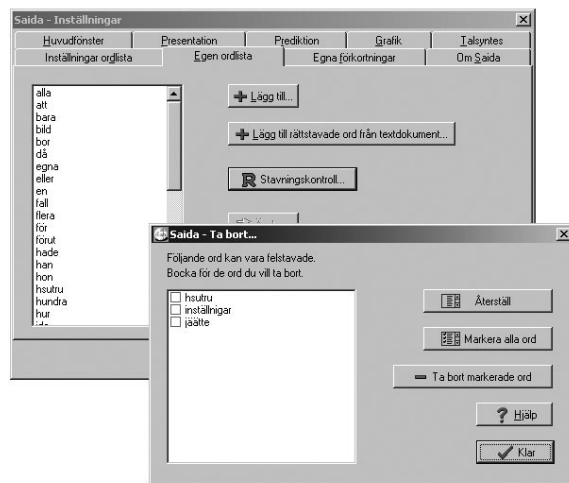 Saida - Inställningar
Huvudfönster Presentation Prediktion Grafik Talsyntes
Inställningar ordlista Egen ordlista Egna förkortningar Om Saida
alla
att
bara
bild
bor
då
egna
eller
en
fall
flera
för
förut
hade
han
hon
hsutru
hundra
hur
Lägg till...
Lägg till rättstavade ord från textdokument...
Stavningskontroll...
Saida - Ta bort...
Följande ord kan vara felstavade.
Bocka för de ord du vill ta bort.
hsutru
inställnigar
jäätte
Återställ
Markera alla ord
Ta bort markerade ord
Hjälp
Klar